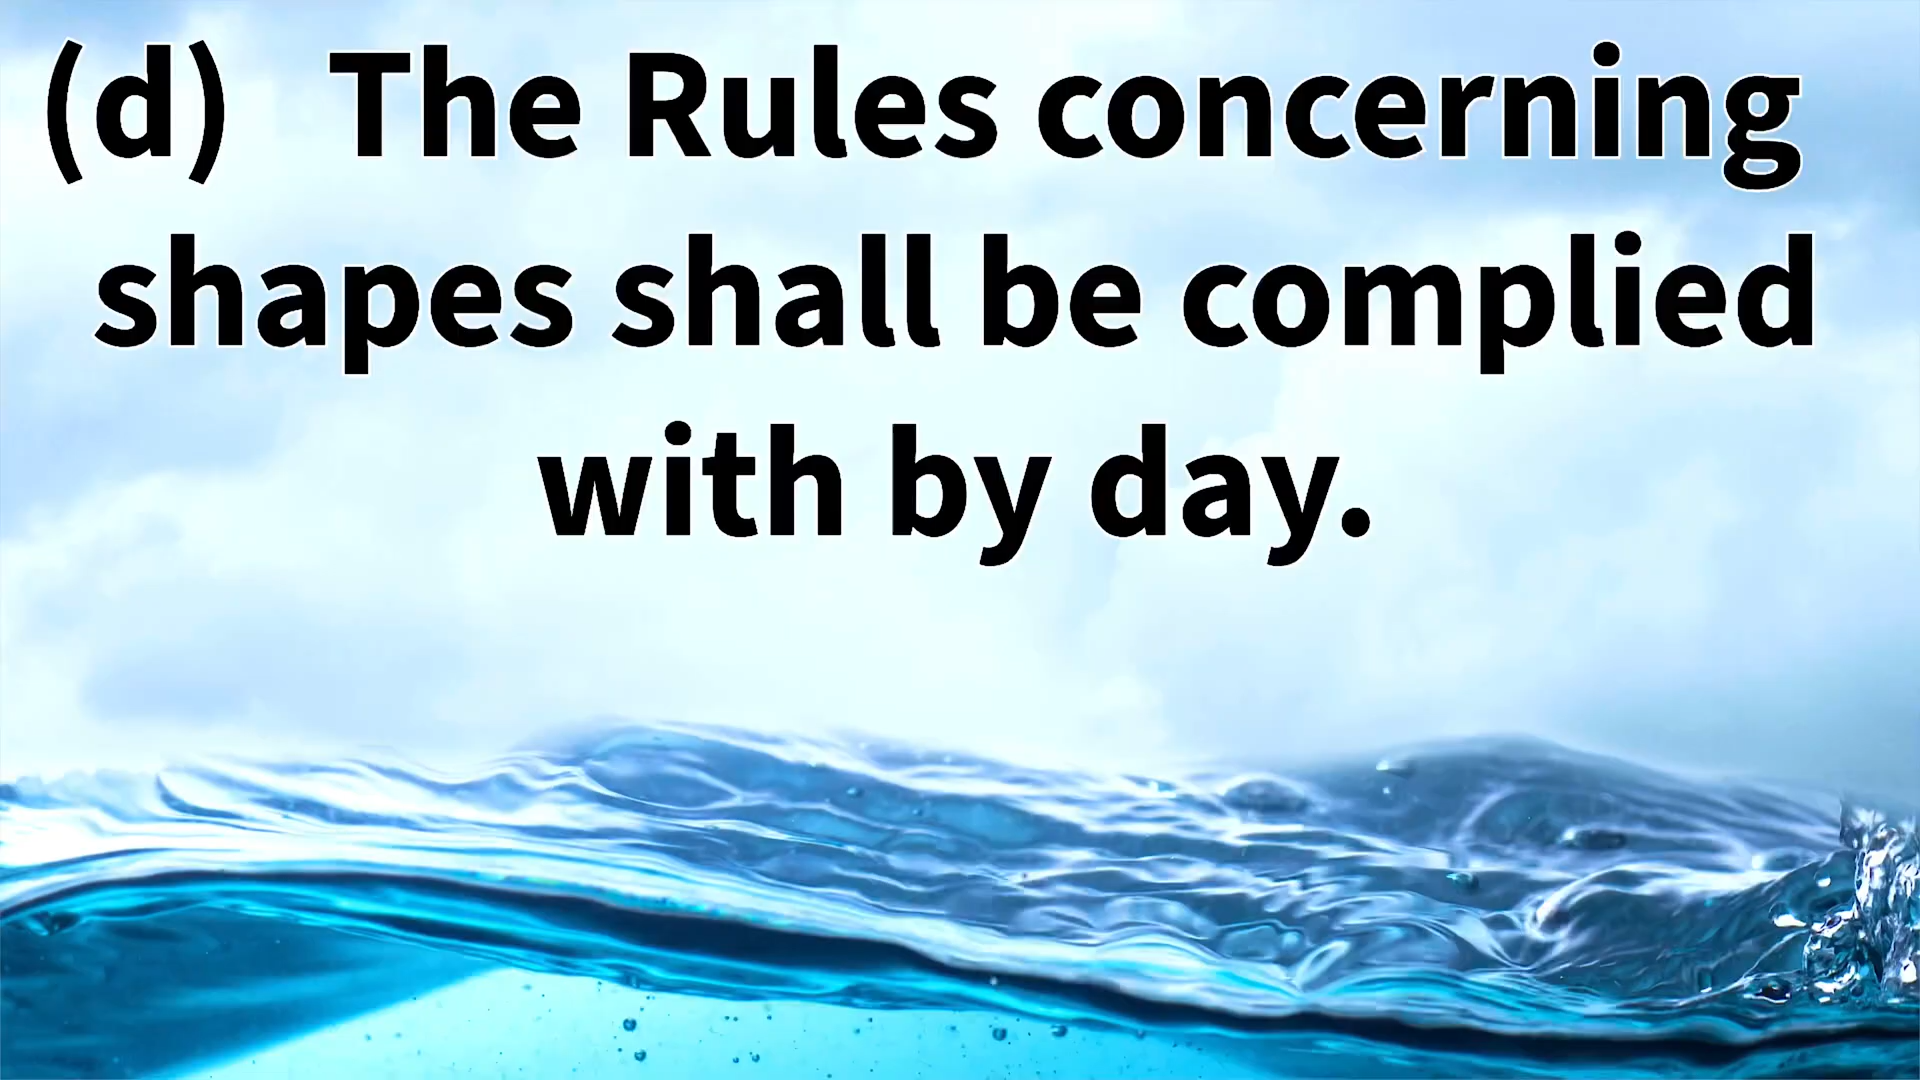 (d) The Rules concerning
shapes shall be complied
with by day.